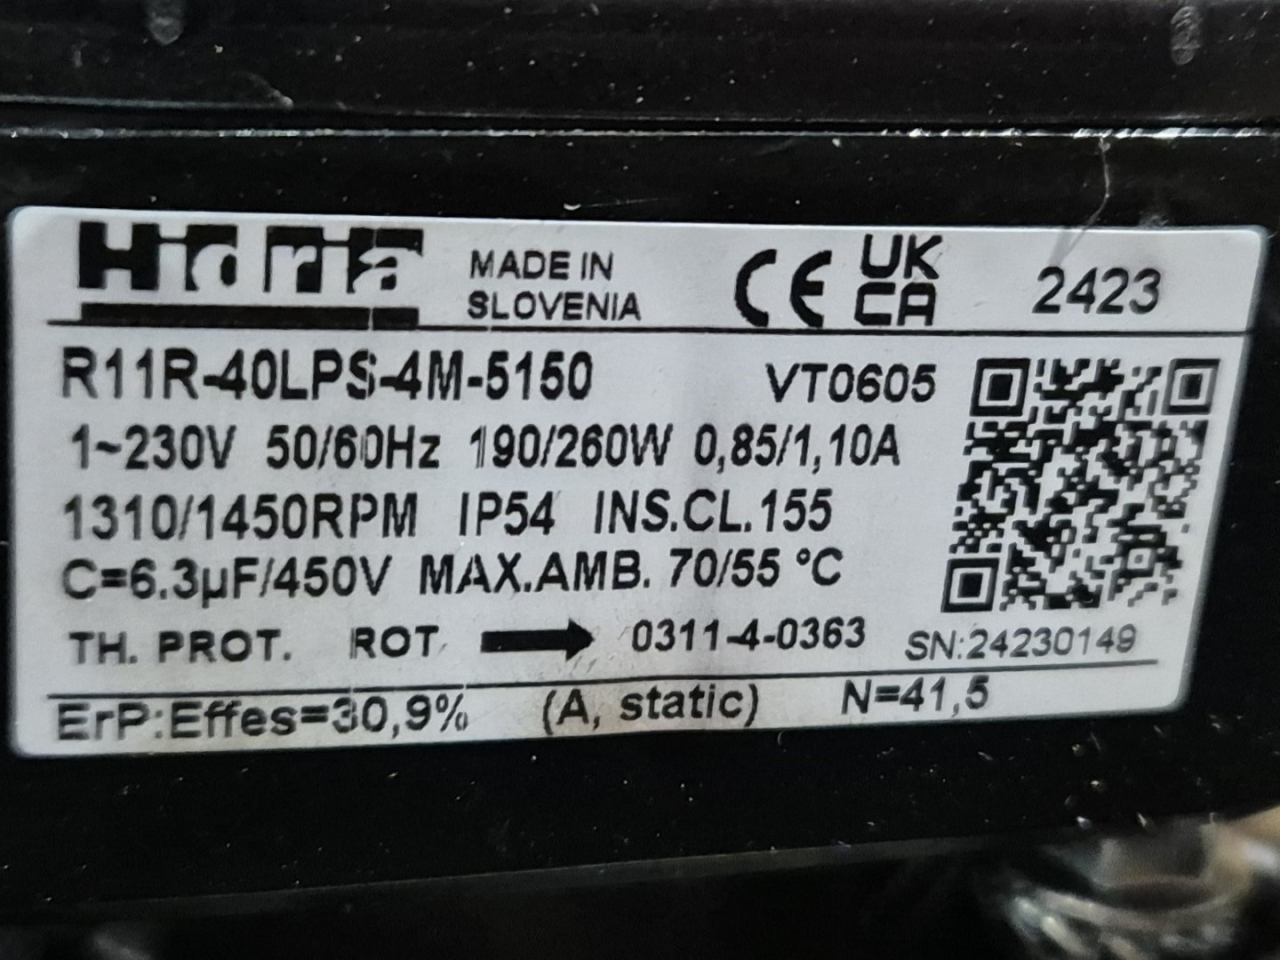 Hidria MADE IN SLOVENIA CE UK CA 2423
R11R-40LPS-4M-5150 VT0605
1~230V 50/60Hz 190/260W 0,85/1,10A
1310/1450RPM IP54 INS.CL.155
C=6.3µF/450V MAX.AMB. 70/55 °C
TH. PROT. ROT. 0311-4-0363 SN:24230149
ErP:Effes=30,9% (A, static) N=41,5